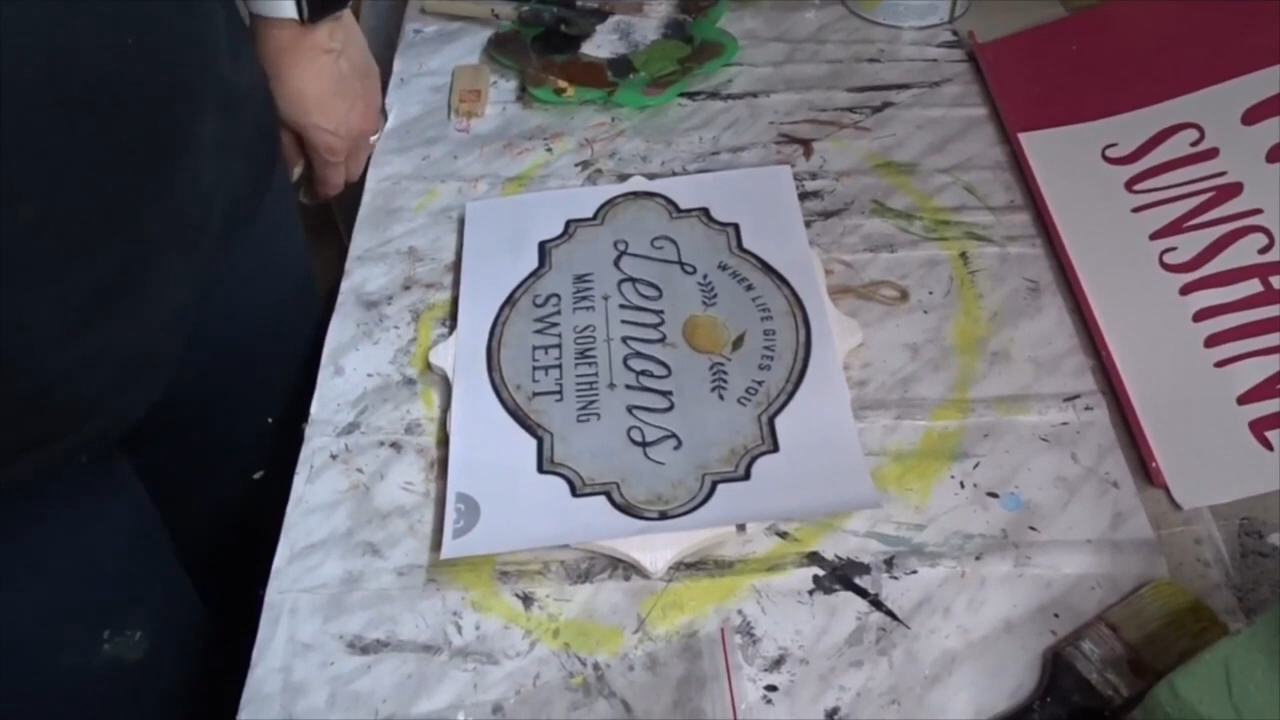 WHEN LIFE GIVES YOU
Lemons
MAKE SOMETHING
SWEET
SUNSHINE